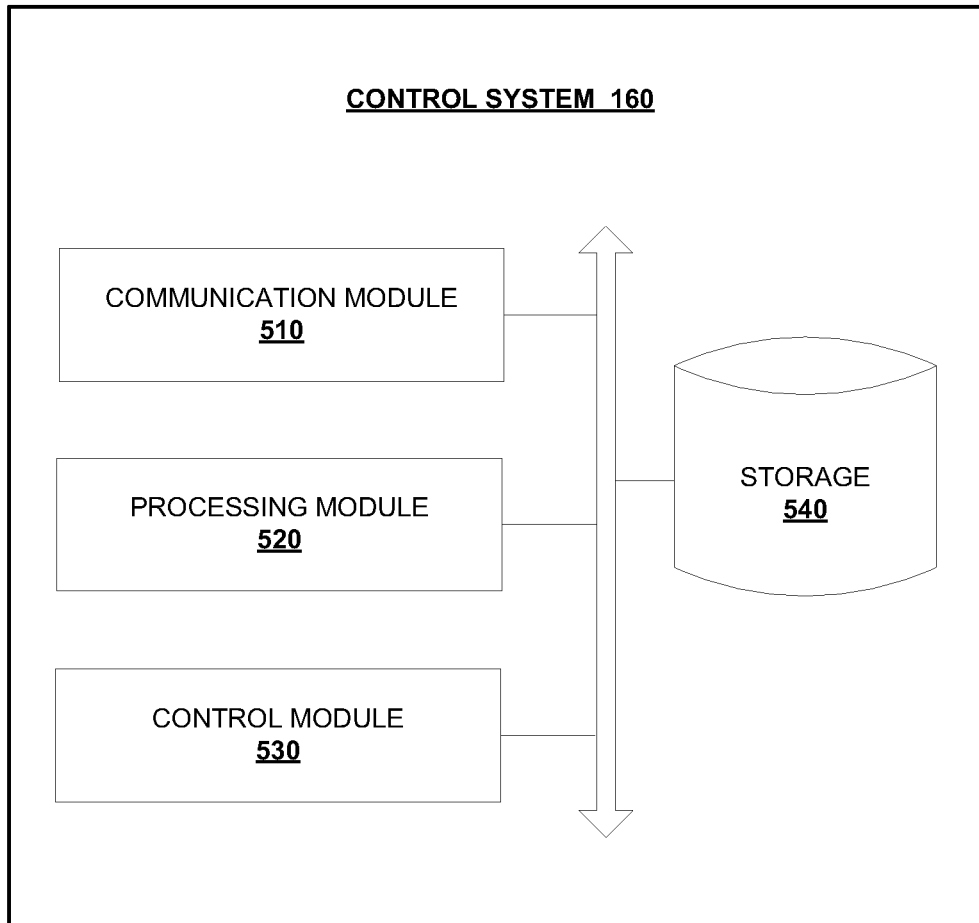 CONTROL SYSTEM 160
COMMUNICATION MODULE
510
PROCESSING MODULE
520
CONTROL MODULE
530
STORAGE
540